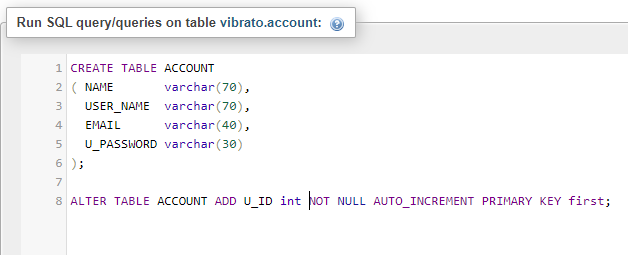 Run SQL query/queries on table vibrato.account:
1 CREATE TABLE ACCOUNT
2 ( NAME       varchar(70),
3   USER_NAME  varchar(70),
4   EMAIL      varchar(40),
5   U_PASSWORD varchar(30)
6 );
7
8 ALTER TABLE ACCOUNT ADD U_ID int NOT NULL AUTO_INCREMENT PRIMARY KEY first;